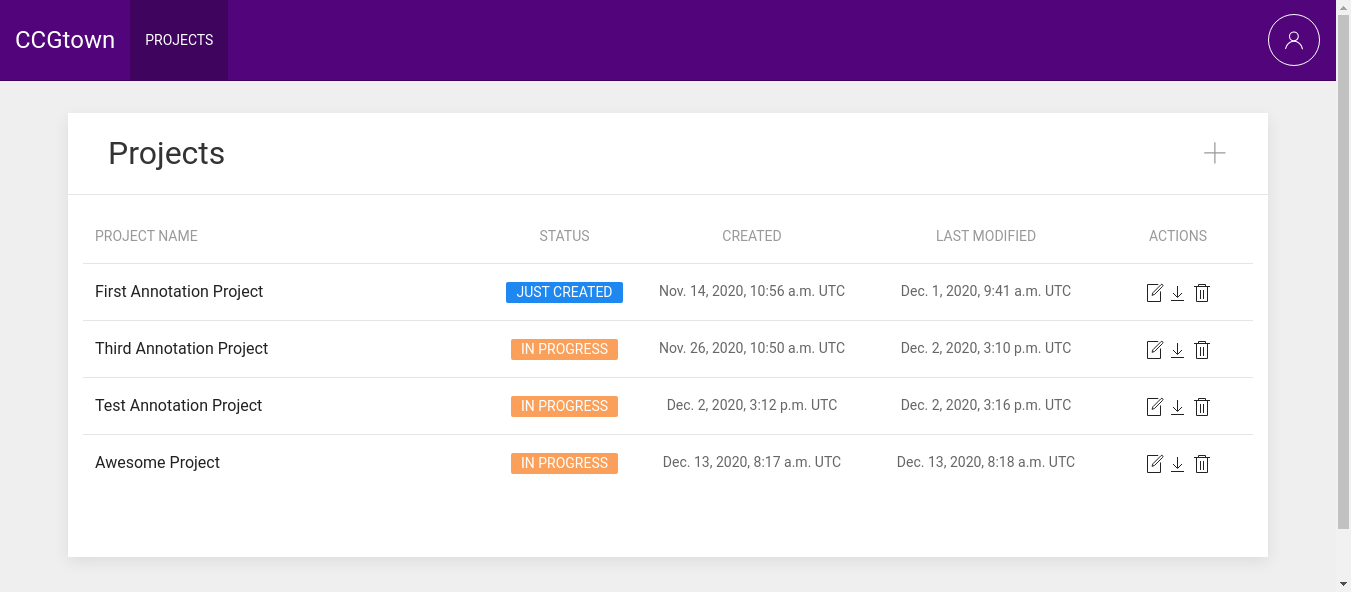 CCGtown PROJECTS
Projects
PROJECT NAME STATUS CREATED LAST MODIFIED ACTIONS
First Annotation Project JUST CREATED Nov. 14, 2020, 10:56 a.m. UTC Dec. 1, 2020, 9:41 a.m. UTC
Third Annotation Project IN PROGRESS Nov. 26, 2020, 10:50 a.m. UTC Dec. 2, 2020, 3:10 p.m. UTC
Test Annotation Project IN PROGRESS Dec. 2, 2020, 3:12 p.m. UTC Dec. 2, 2020, 3:16 p.m. UTC
Awesome Project IN PROGRESS Dec. 13, 2020, 8:17 a.m. UTC Dec. 13, 2020, 8:18 a.m. UTC